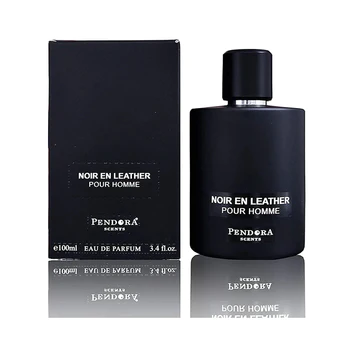 NOIR EN LEATHER
POUR HOMME
PENDORA
SCENTS
℮100ml EAU DE PARFUM 3.4 fl.oz.
NOIR EN LEATHER
POUR HOMME
PENDORA
SCENTS